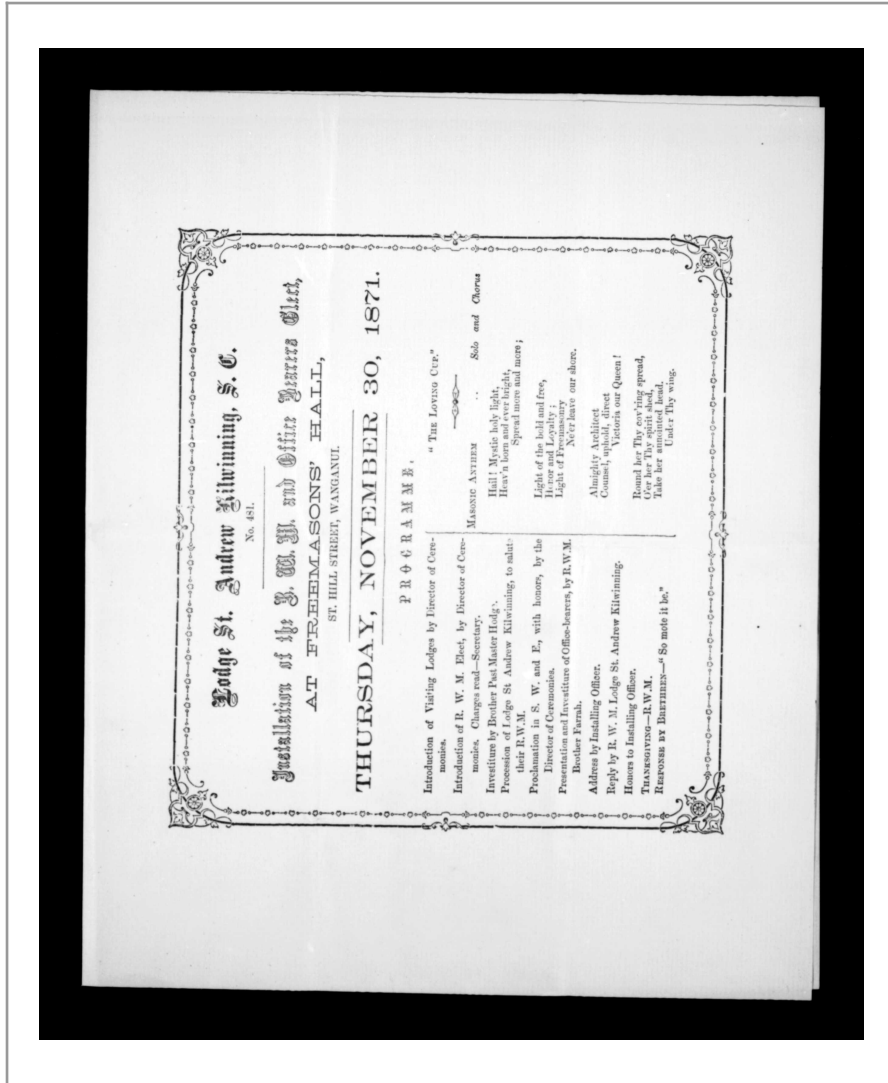 Lodge St. Andrew Kilwinning, S. C.
No. 481.
Installation of the R. W. M. and Office Bearers Elect,
AT FREEMASONS' HALL,
ST. HILL STREET, WANGANUI.
THURSDAY, NOVEMBER 30, 1871.
PROGRAMME.
Introduction of Visiting Lodges by Director of Cere-
monies.
Introduction of R. W. M. Elect, by Director of Cere-
monies. Charges read—Secretary.
Investiture by Brother Past Master Hodge.
Procession of Lodge St Andrew Kilwinning, to salute
their R.W.M.
Proclamation in S. W. and E., with honors, by the
Director of Ceremonies.
Presentation and Investiture of Office-bearers, by R.W.M.
Brother Farrah.
Address by Installing Officer.
Reply by R. W. M. Lodge St. Andrew Kilwinning.
Honors to Installing Officer.
THANKSGIVING—R.W.M.
RESPONSE BY BRETHREN—"So mote it be."
"THE LOVING CUP."
MASONIC ANTHEM .. Solo and Chorus
Hail! Mystic holy light,
Heav'n born and ever bright,
Spread more and more;
Light of the bold and free,
Honor and Loyalty;
Light of Freemasonry
Ne'er leave our shore.
Almighty Architect
Counsel, uphold, direct
Victoria our Queen!
Round her Thy cov'ring spread,
O'er her Thy spirit shed,
Take her annointed head.
Under Thy wing.